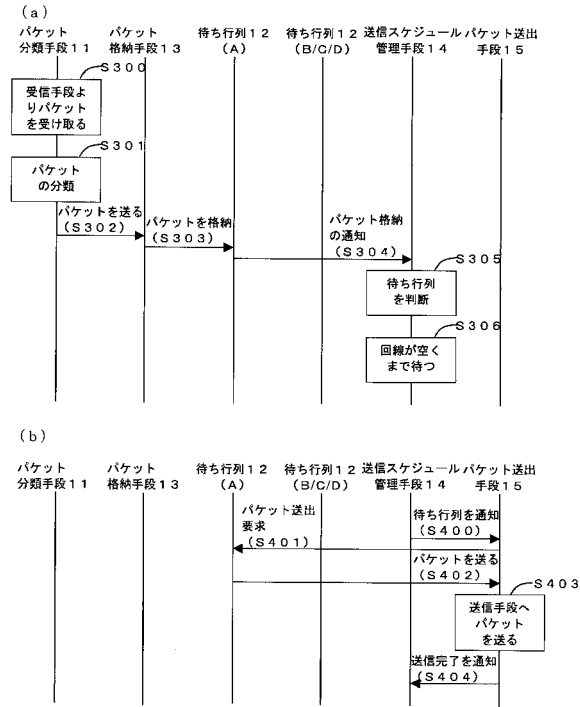 (a)
パケット
分類手段11
パケット
格納手段13
待ち行列12
(A)
待ち行列12
(B/C/D)
送信スケジュール
管理手段14
パケット送出
手段15
S300
受信手段よ
りパケット
を受け取る
S301
パケット
の分類
パケットを送る
(S302)
パケットを格納
(S303)
パケット格納
の通知
(S304)
S305
待ち行列
を判断
S306
回線が空く
まで待つ
(b)
パケット
分類手段11
パケット
格納手段13
待ち行列12
(A)
待ち行列12
(B/C/D)
送信スケジュール
管理手段14
パケット送出
手段15
パケット送出
要求
(S401)
待ち行列を通知
(S400)
パケットを送る
(S402)
S403
送信手段へ
パケット
を送る
送信完了を通知
(S404)